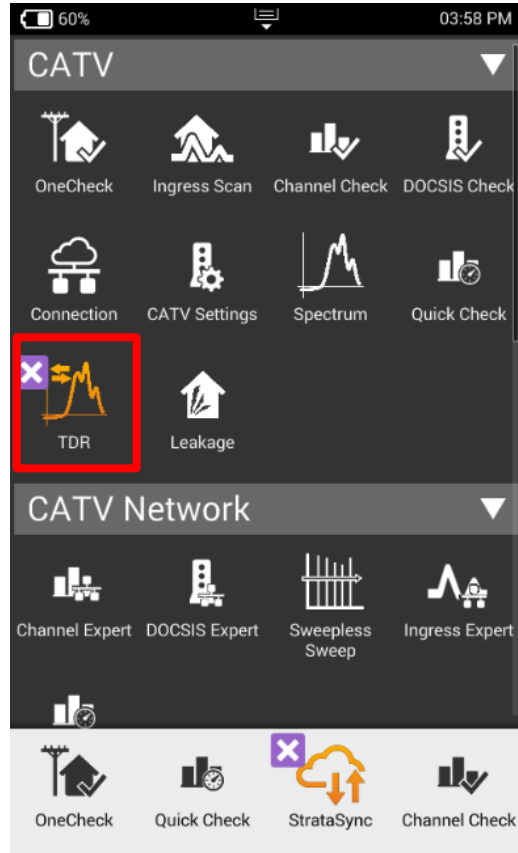 60%
03:58 PM
CATV
OneCheck
Ingress Scan
Channel Check
DOCSIS Check
Connection
CATV Settings
Spectrum
Quick Check
TDR
Leakage
CATV Network
Channel Expert
DOCSIS Expert
Sweepless
Sweep
Ingress Expert
OneCheck
Quick Check
StrataSync
Channel Check